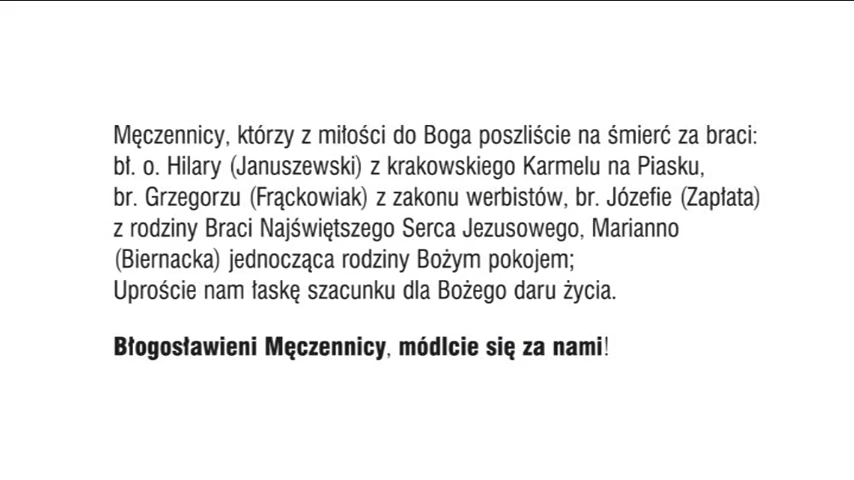 Męczennicy, którzy z miłości do Boga poszliście na śmierć za braci:
bł. o. Hilary (Januszewski) z krakowskiego Karmelu na Piasku,
br. Grzegorzu (Frąckowiak) z zakonu werbistów, br. Józefie (Zapłata)
z rodziny Braci Najświętszego Serca Jezusowego, Marianno
(Biernacka) jednocząca rodziny Bożym pokojem;
Uproście nam łaskę szacunku dla Bożego daru życia.
Błogosławieni Męczennicy, módlcie się za nami!